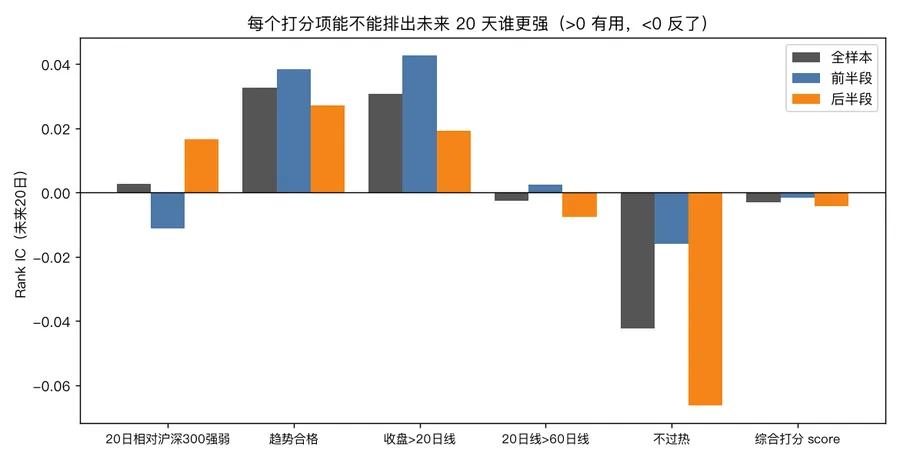 每个打分项能不能排出未来 20 天谁更强（>0 有用，<0 反了）
全样本
前半段
后半段
Rank IC（未来20日）
0.04
0.02
0.00
−0.02
−0.04
−0.06
20日相对沪深300强弱
趋势合格
收盘>20日线
20日线>60日线
不过热
综合打分 score